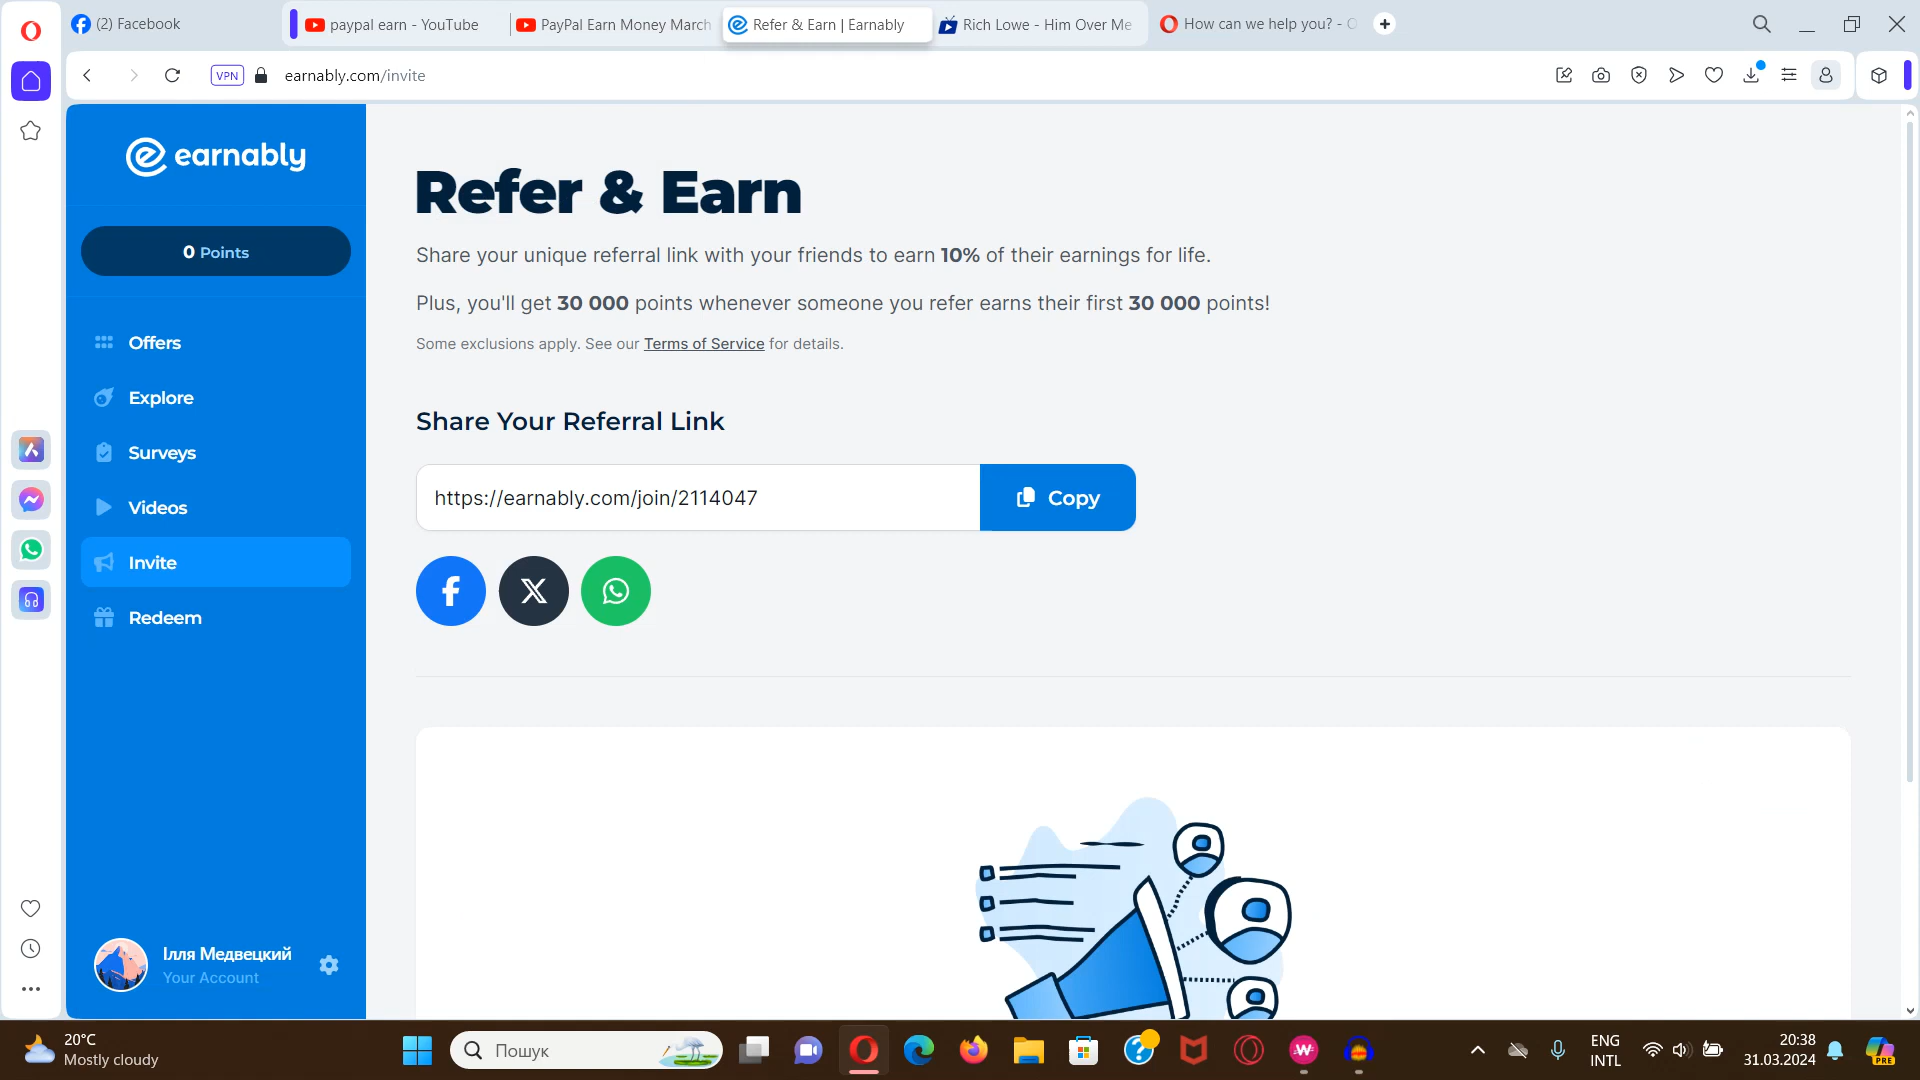 (2) Facebook
paypal earn - YouTube
PayPal Earn Money March
Refer & Earn | Earnably
Rich Lowe - Him Over Me
How can we help you? - O
VPN
earnably.com/invite
earnably
0 Points
Offers
Explore
Surveys
Videos
Invite
Redeem
Ілля Медвецкий
Your Account
Refer & Earn
Share your unique referral link with your friends to earn 10% of their earnings for life.
Plus, you'll get 30 000 points whenever someone you refer earns their first 30 000 points!
Some exclusions apply. See our Terms of Service for details.
Share Your Referral Link
https://earnably.com/join/2114047
Copy
20°C
Mostly cloudy
Пошук
ENG
INTL
20:38
31.03.2024
PRE